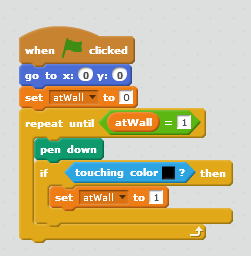 when clicked
go to x: 0 y: 0
set atWall to 0
repeat until atWall = 1
pen down
if touching color ? then
set atWall to 1